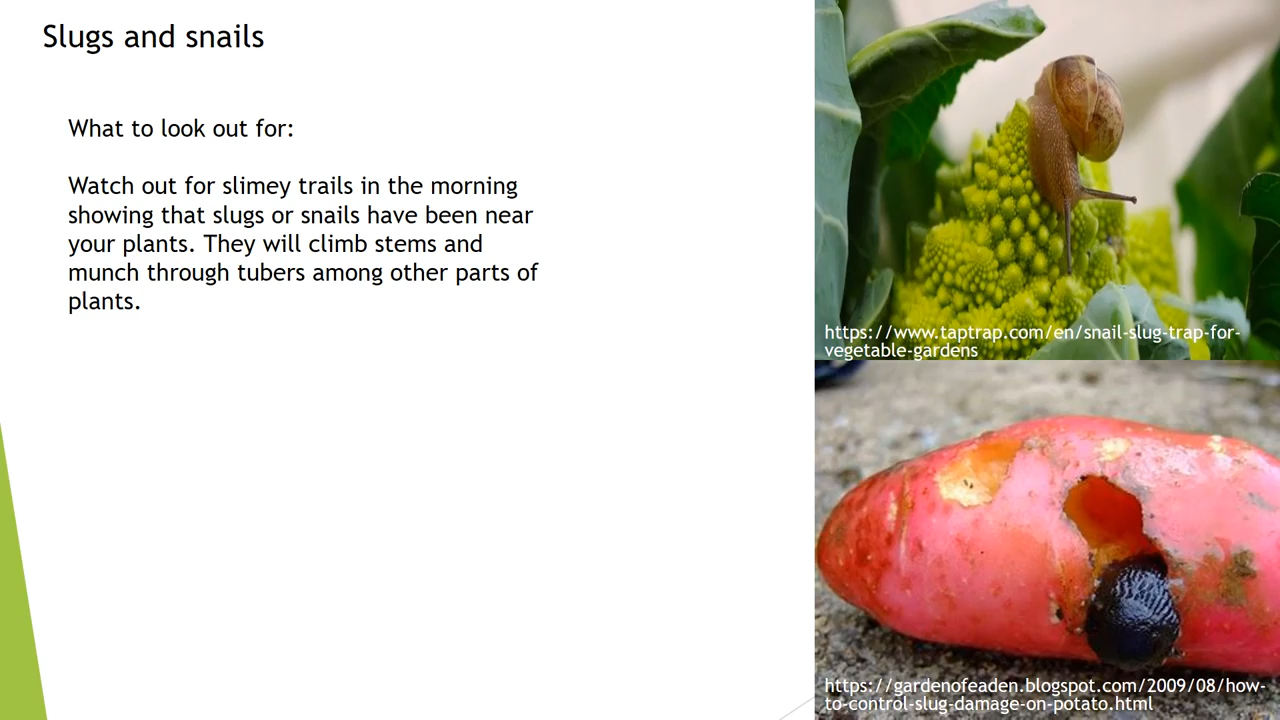 Slugs and snails
What to look out for:
Watch out for slimey trails in the morning
showing that slugs or snails have been near
your plants. They will climb stems and
munch through tubers among other parts of
plants.
https://www.taptrap.com/en/snail-slug-trap-for-
vegetable-gardens
https://gardenofeaden.blogspot.com/2009/08/how-
to-control-slug-damage-on-potato.html